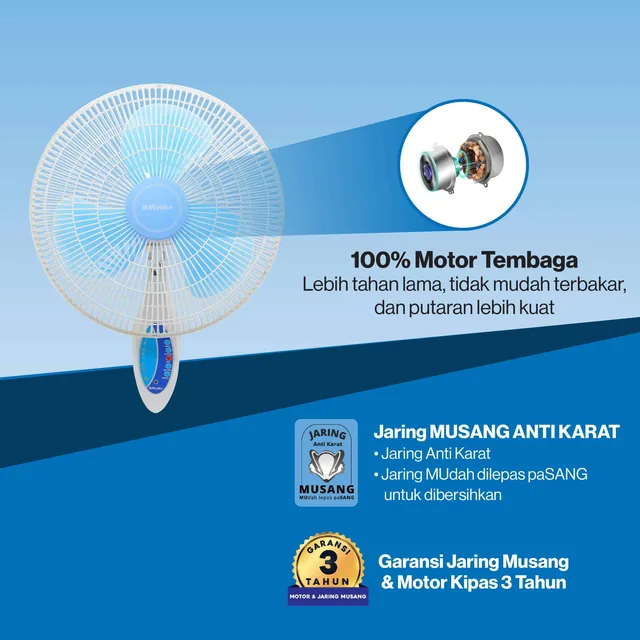 Miyako
100% Motor Tembaga
Lebih tahan lama, tidak mudah terbakar,
dan putaran lebih kuat
Jaring MUSANG ANTI KARAT
• Jaring Anti Karat
• Jaring MUdah dilepas paSANG
untuk dibersihkan
JARING
Anti Karat
MUSANG
MUdah lepas paSANG
GARANSI
3
TAHUN
MOTOR & JARING MUSANG
Garansi Jaring Musang
& Motor Kipas 3 Tahun